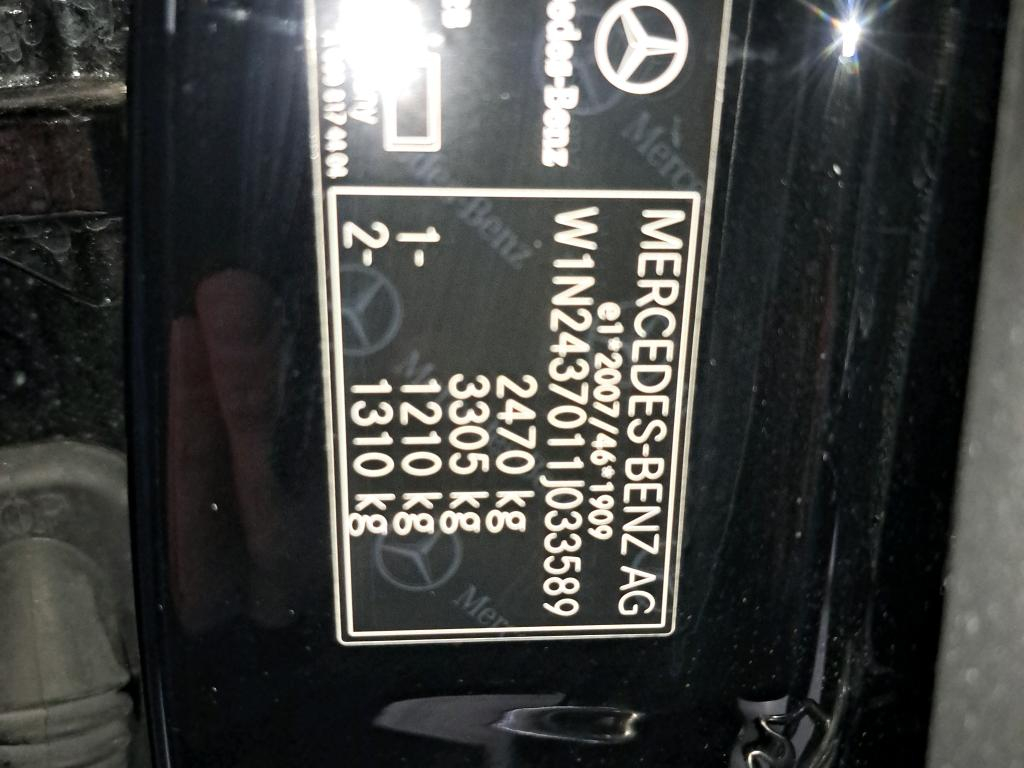 Mercedes-Benz
MERCEDES-BENZ AG
e1*2007/46*1909
W1N2437011J033589
2470 kg
3305 kg
1- 1210 kg
2- 1310 kg